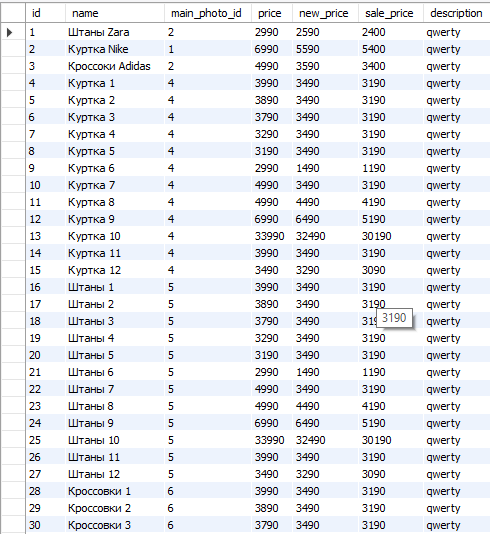 id name main_photo_id price new_price sale_price description
1 Штаны Zara 2 2990 2590 2400 qwerty
2 Куртка Nike 1 6990 5590 5400 qwerty
3 Кроссоки Adidas 2 4990 3590 3400 qwerty
4 Куртка 1 4 3990 3490 3190 qwerty
5 Куртка 2 4 3890 3490 3190 qwerty
6 Куртка 3 4 3790 3490 3190 qwerty
7 Куртка 4 4 3290 3490 3190 qwerty
8 Куртка 5 4 3190 3490 3190 qwerty
9 Куртка 6 4 2990 1490 1190 qwerty
10 Куртка 7 4 4990 3490 3190 qwerty
11 Куртка 8 4 4990 4490 4190 qwerty
12 Куртка 9 4 6990 6490 5190 qwerty
13 Куртка 10 4 33990 32490 30190 qwerty
14 Куртка 11 4 3990 3490 3190 qwerty
15 Куртка 12 4 3490 3290 3090 qwerty
16 Штаны 1 5 3990 3490 3190 qwerty
17 Штаны 2 5 3890 3490 3190 qwerty
18 Штаны 3 5 3790 3490 319 3190 qwerty
19 Штаны 4 5 3290 3490 3190 qwerty
20 Штаны 5 5 3190 3490 3190 qwerty
21 Штаны 6 5 2990 1490 1190 qwerty
22 Штаны 7 5 4990 3490 3190 qwerty
23 Штаны 8 5 4990 4490 4190 qwerty
24 Штаны 9 5 6990 6490 5190 qwerty
25 Штаны 10 5 33990 32490 30190 qwerty
26 Штаны 11 5 3990 3490 3190 qwerty
27 Штаны 12 5 3490 3290 3090 qwerty
28 Кроссовки 1 6 3990 3490 3190 qwerty
29 Кроссовки 2 6 3890 3490 3190 qwerty
30 Кроссовки 3 6 3790 3490 3190 qwerty